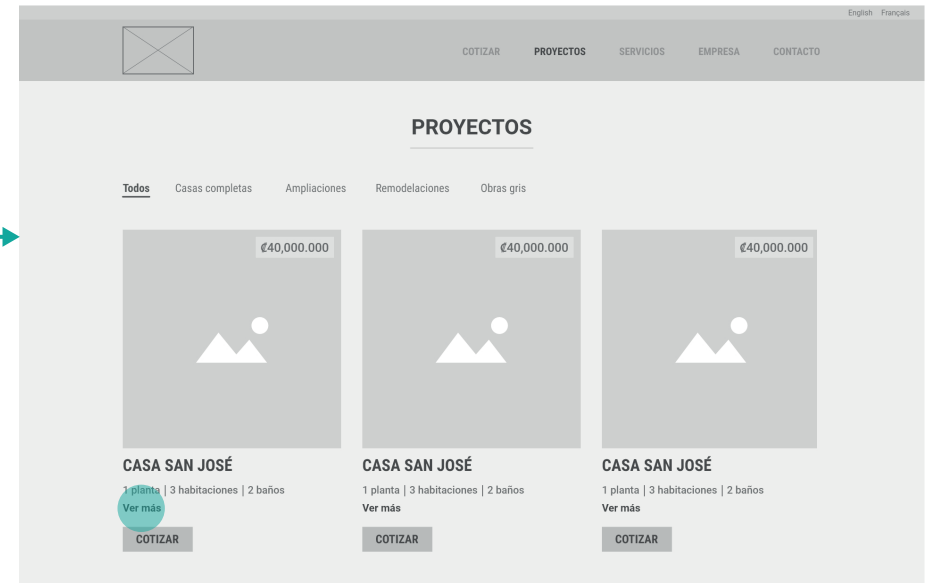 English Français
COTIZAR PROYECTOS SERVICIOS EMPRESA CONTACTO
PROYECTOS
Todos Casas completas Ampliaciones Remodelaciones Obras gris
₡40,000.000 ₡40,000.000 ₡40,000.000
CASA SAN JOSÉ CASA SAN JOSÉ CASA SAN JOSÉ
1 planta | 3 habitaciones | 2 baños 1 planta | 3 habitaciones | 2 baños 1 planta | 3 habitaciones | 2 baños
Ver más Ver más Ver más
COTIZAR COTIZAR COTIZAR